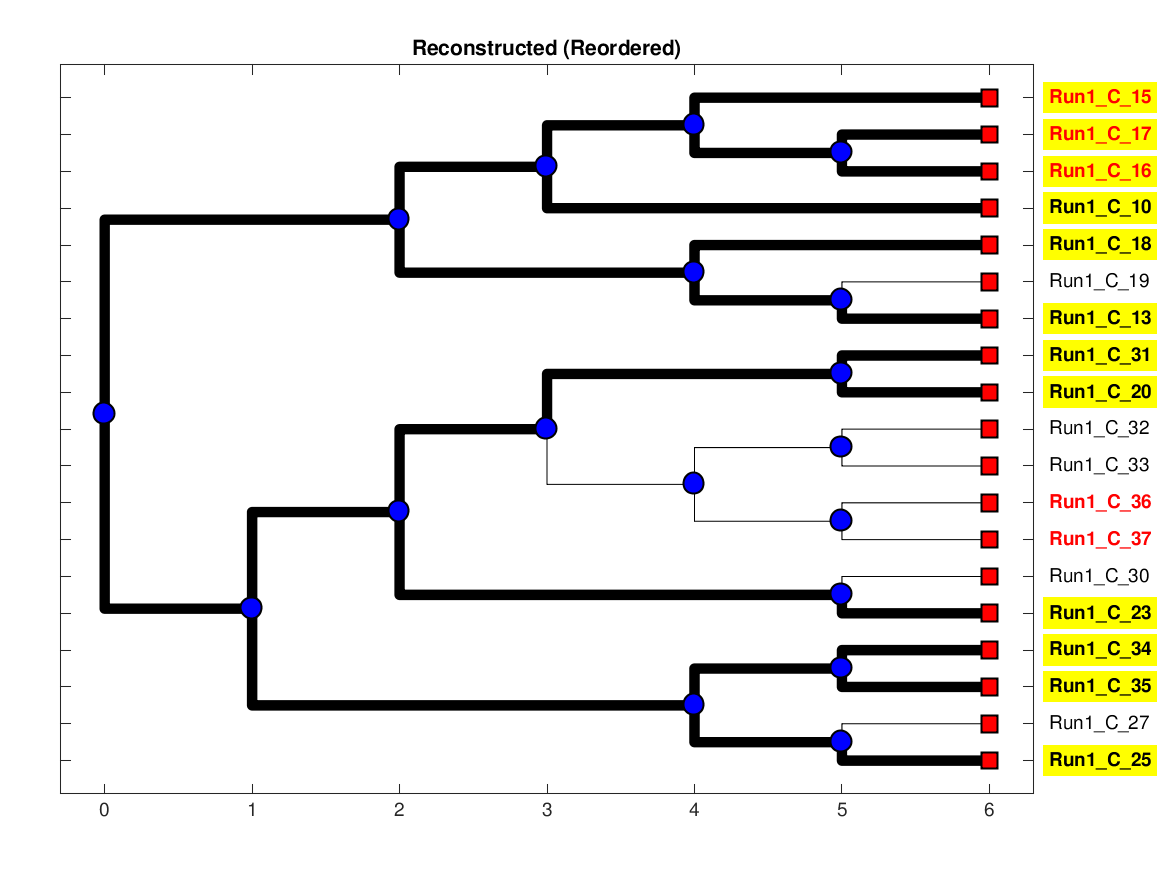 Reconstructed (Reordered)
Run1_C_15
Run1_C_17
Run1_C_16
Run1_C_10
Run1_C_18
Run1_C_19
Run1_C_13
Run1_C_31
Run1_C_20
Run1_C_32
Run1_C_33
Run1_C_36
Run1_C_37
Run1_C_30
Run1_C_23
Run1_C_34
Run1_C_35
Run1_C_27
Run1_C_25
0 1 2 3 4 5 6